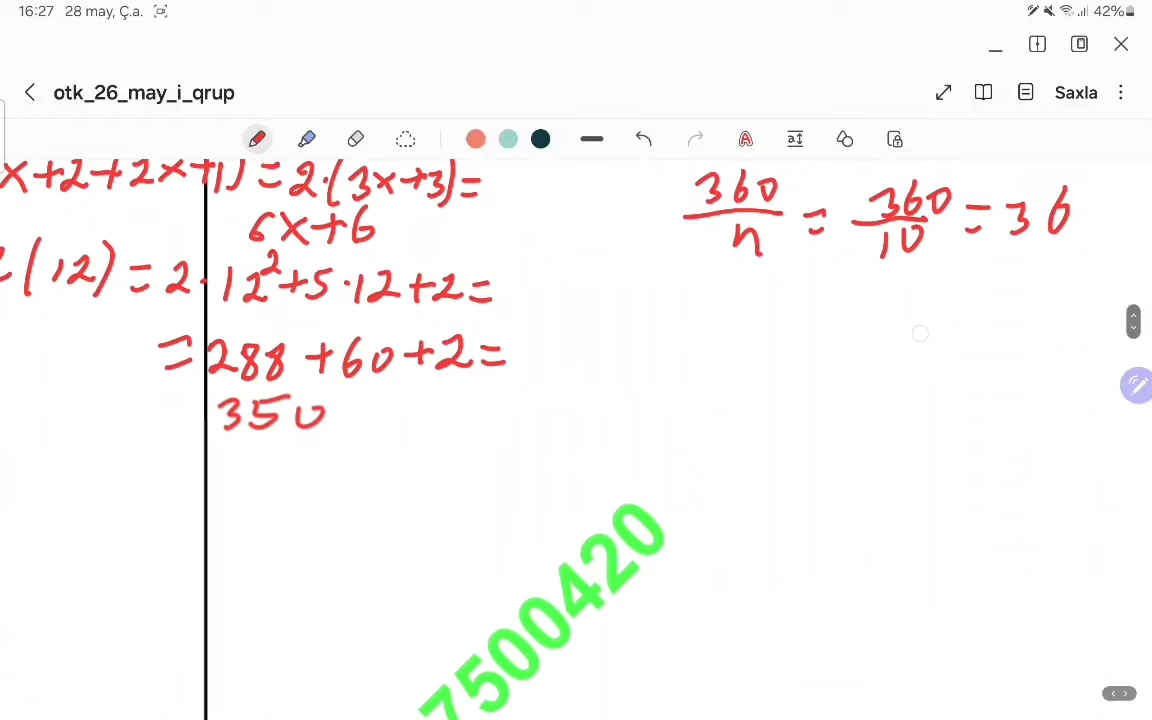 16:27 28 may, Ç.a. 42%
otk_26_may_i_qrup Saxla
x+2+2x+1)=2·(3x+3)=
6x+6
(12)=2·12²+5·12+2=
=288+60+2=
350
360/n=360/10=36
7500420